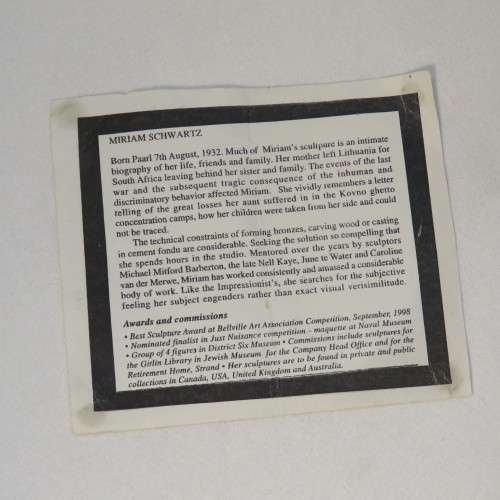 MIRIAM SCHWARTZ
Born Paarl 7th August, 1932. Much of Miriam's sculpture is an intimate
biography of her life, friends and family. Her mother left Lithuania for
South Africa leaving behind her sister and family. The events of the last
war and the subsequent tragic consequence of the inhuman and
discriminatory behavior affected Miriam. She vividly remembers a letter
telling of the great losses her aunt suffered in in the Kovno ghetto
concentration camps, how her children were taken from her side and could
not be traced.
The technical constraints of forming bronzes, carving wood or casting
in cement fondu are considerable. Seeking the solution so compelling that
she spends hours in the studio. Mentored over the years by sculptors
Michael Mitford Barberton, the late Nell Kaye, June te Water and Caroline
van der Merwe, Miriam has worked consistently and amassed a considerable
body of work. Like the Impressionist's, she searches for the subjective
feeling her subject engenders rather than exact visual verisimilitude.
Awards and commissions
• Best Sculpture Award at Bellville Art Association Competition, September, 1998
• Nominated finalist in Just Nuisance competition - maquette at Naval Museum
• Group of 4 figures in District Six Museum • Commissions include sculptures for
the Gitlin Library in Jewish Museum for the Company Head Office and for the
Retirement Home, Strand • Her sculptures are to be found in private and public
collections in Canada, USA, United Kingdom and Australia.